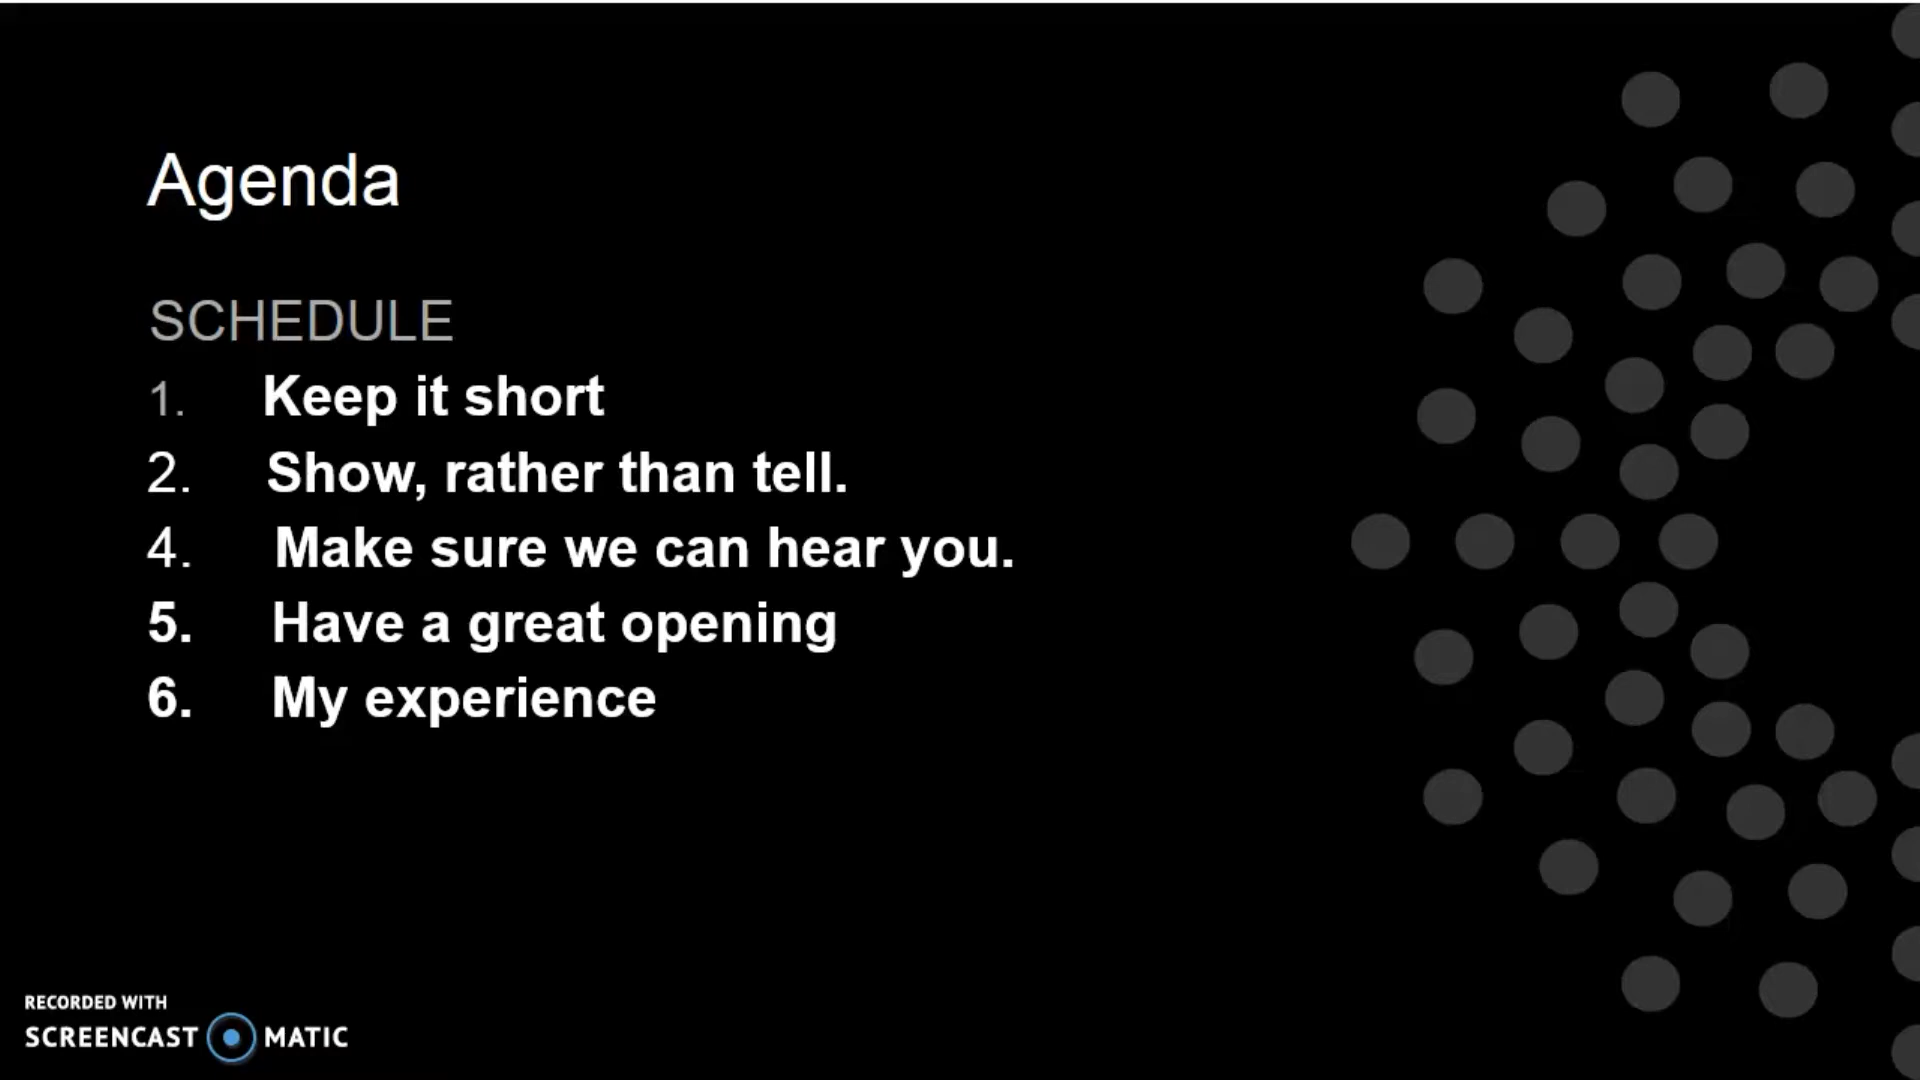 Agenda
SCHEDULE
1. Keep it short
2. Show, rather than tell.
4. Make sure we can hear you.
5. Have a great opening
6. My experience
RECORDED WITH
SCREENCAST MATIC